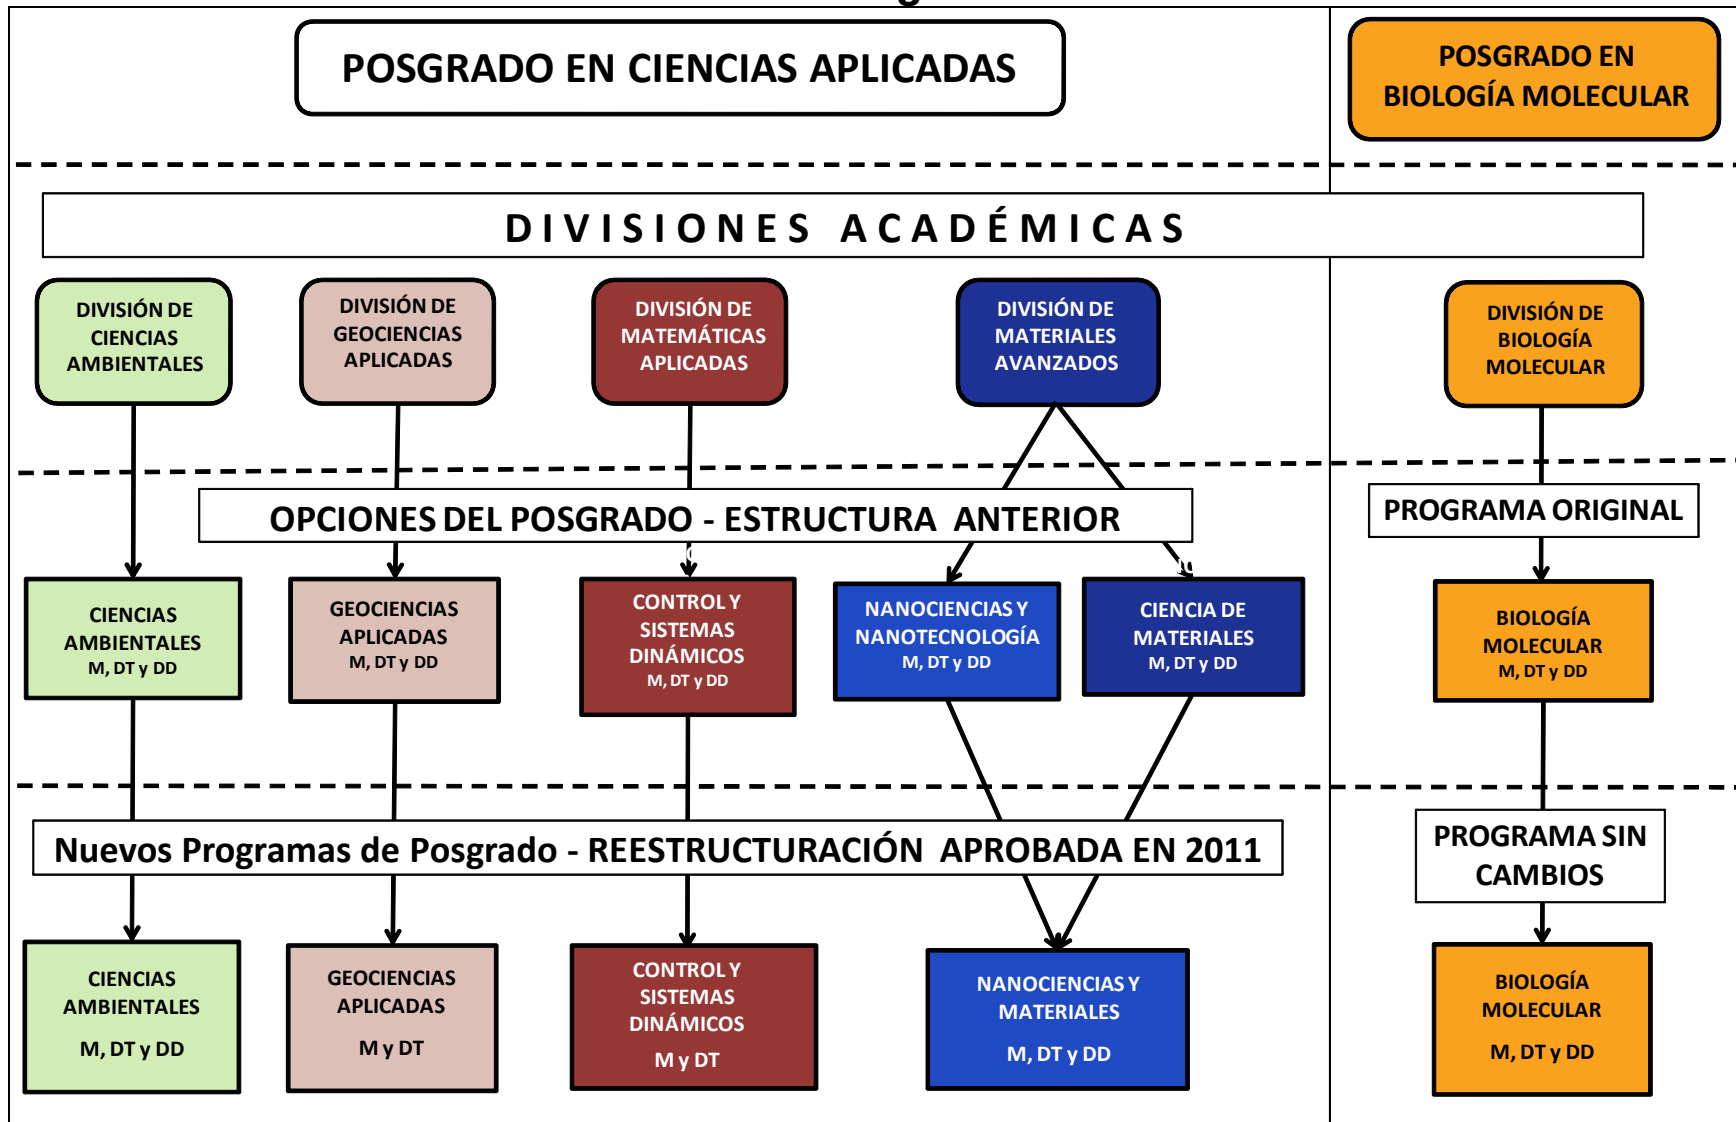 POSGRADO EN CIENCIAS APLICADAS
POSGRADO EN
BIOLOGÍA MOLECULAR
DIVISIONES ACADÉMICAS
DIVISIÓN DE
CIENCIAS
AMBIENTALES
DIVISIÓN DE
GEOCIENCIAS
APLICADAS
DIVISIÓN DE
MATEMÁTICAS
APLICADAS
DIVISIÓN DE
MATERIALES
AVANZADOS
DIVISIÓN DE
BIOLOGÍA
MOLECULAR
OPCIONES DEL POSGRADO - ESTRUCTURA ANTERIOR
PROGRAMA ORIGINAL
CIENCIAS
AMBIENTALES
M, DT y DD
GEOCIENCIAS
APLICADAS
M, DT y DD
CONTROL Y
SISTEMAS
DINÁMICOS
M, DT y DD
NANOCIENCIAS Y
NANOTECNOLOGÍA
M, DT y DD
CIENCIA DE
MATERIALES
M, DT y DD
BIOLOGÍA
MOLECULAR
M, DT y DD
Nuevos Programas de Posgrado - REESTRUCTURACIÓN APROBADA EN 2011
PROGRAMA SIN
CAMBIOS
CIENCIAS
AMBIENTALES
M, DT y DD
GEOCIENCIAS
APLICADAS
M y DT
CONTROL Y
SISTEMAS
DINÁMICOS
M y DT
NANOCIENCIAS Y
MATERIALES
M, DT y DD
BIOLOGÍA
MOLECULAR
M, DT y DD